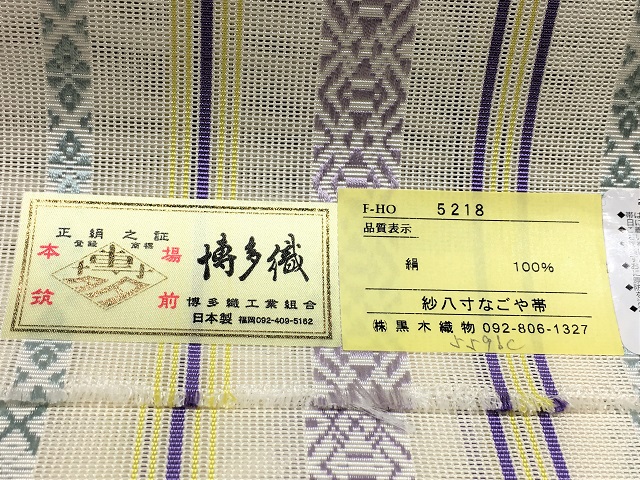 正絹之証
登録 商標
本場
筑前
博多織
博多織工業組合
日本製 福岡092-409-5162
F-HO 5218
品質表示
絹 100%
紗八寸なごや帯
㈱ 黒木織物 092-806-1327